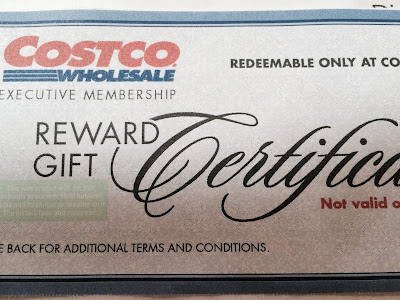 COSTCO
WHOLESALE
REDEEMABLE ONLY AT CO
EXECUTIVE MEMBERSHIP
REWARD
GIFT
Certifica
Not valid o
E BACK FOR ADDITIONAL TERMS AND CONDITIONS.